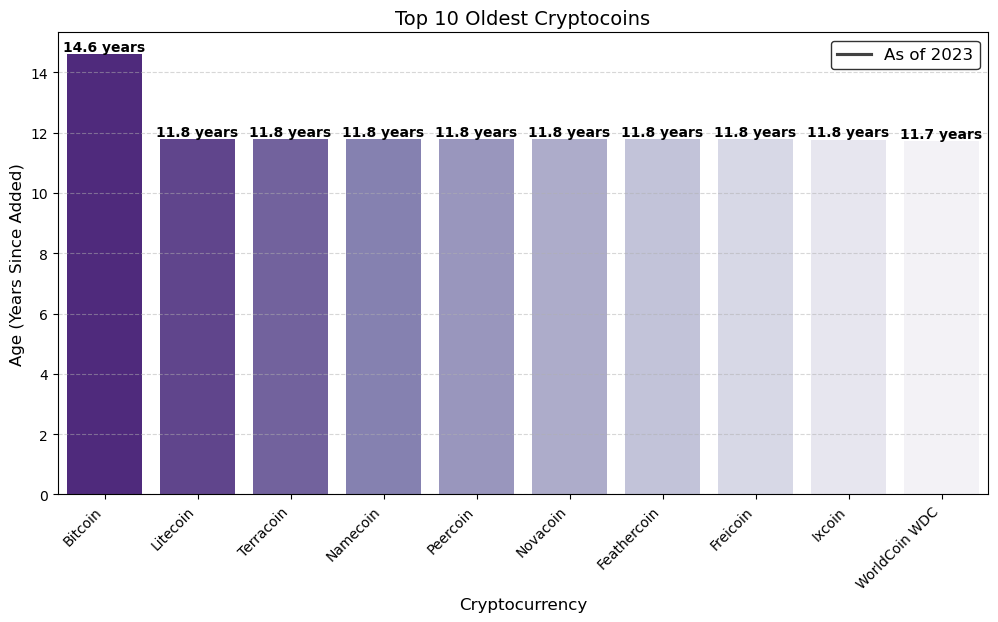 Top 10 Oldest Cryptocoins
As of 2023
14.6 years
11.8 years
11.8 years
11.8 years
11.8 years
11.8 years
11.8 years
11.8 years
11.8 years
11.7 years
Age (Years Since Added)
14
12
10
8
6
4
2
0
Bitcoin
Litecoin
Terracoin
Namecoin
Peercoin
Novacoin
Feathercoin
Freicoin
Ixcoin
WorldCoin WDC
Cryptocurrency